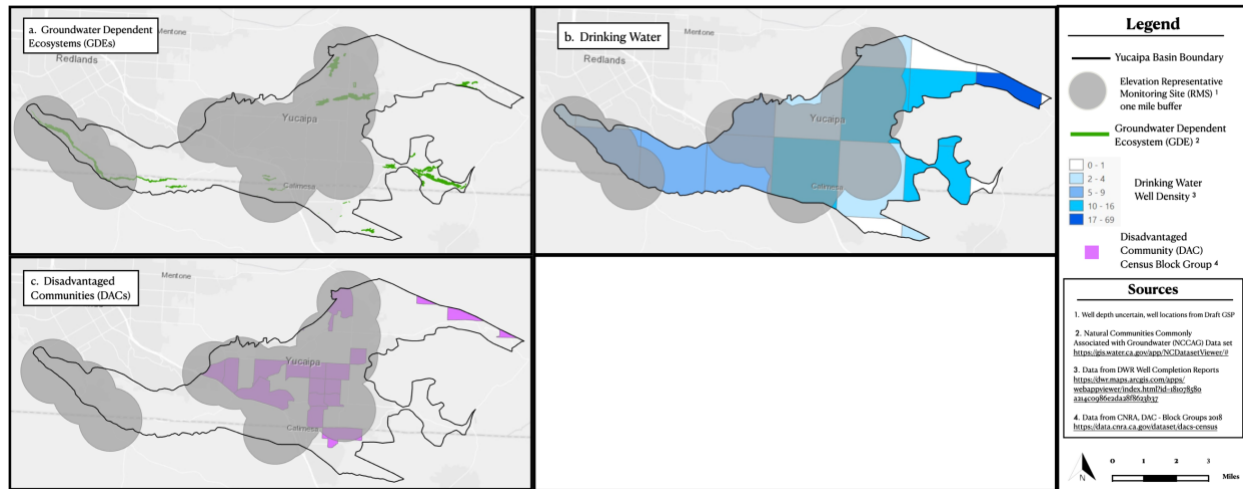 a. Groundwater Dependent
Ecosystems (GDEs)
Mentone
Redlands
Yucaipa
Calimesa
b. Drinking Water
Mentone
Redlands
Yucaipa
Calimesa
c. Disadvantaged
Communities (DACs)
Mentone
Yucaipa
Calimesa
Legend
Yucaipa Basin Boundary
Elevation Representative
Monitoring Site (RMS) ¹
one mile buffer
Groundwater Dependent
Ecosystem (GDE) ²
0 - 1
2 - 4
5 - 9
10 - 16
17 - 69
Drinking Water
Well Density ³
Disadvantaged
Community (DAC)
Census Block Group ⁴
Sources
1. Well depth uncertain, well locations from Draft GSP
2. Natural Communities Commonly
Associated with Groundwater (NCCAG) Data set
https://gis.water.ca.gov/app/NCDatasetViewer/#
3. Data from DWR Well Completion Reports
https://dwr.maps.arcgis.com/apps/
webappviewer/index.html?id=181078580
a214c0986e2da28f8623b37
4. Data from CNRA, DAC - Block Groups 2018
https://data.cnra.ca.gov/dataset/dacs-census
N
0 1 2 3
Miles